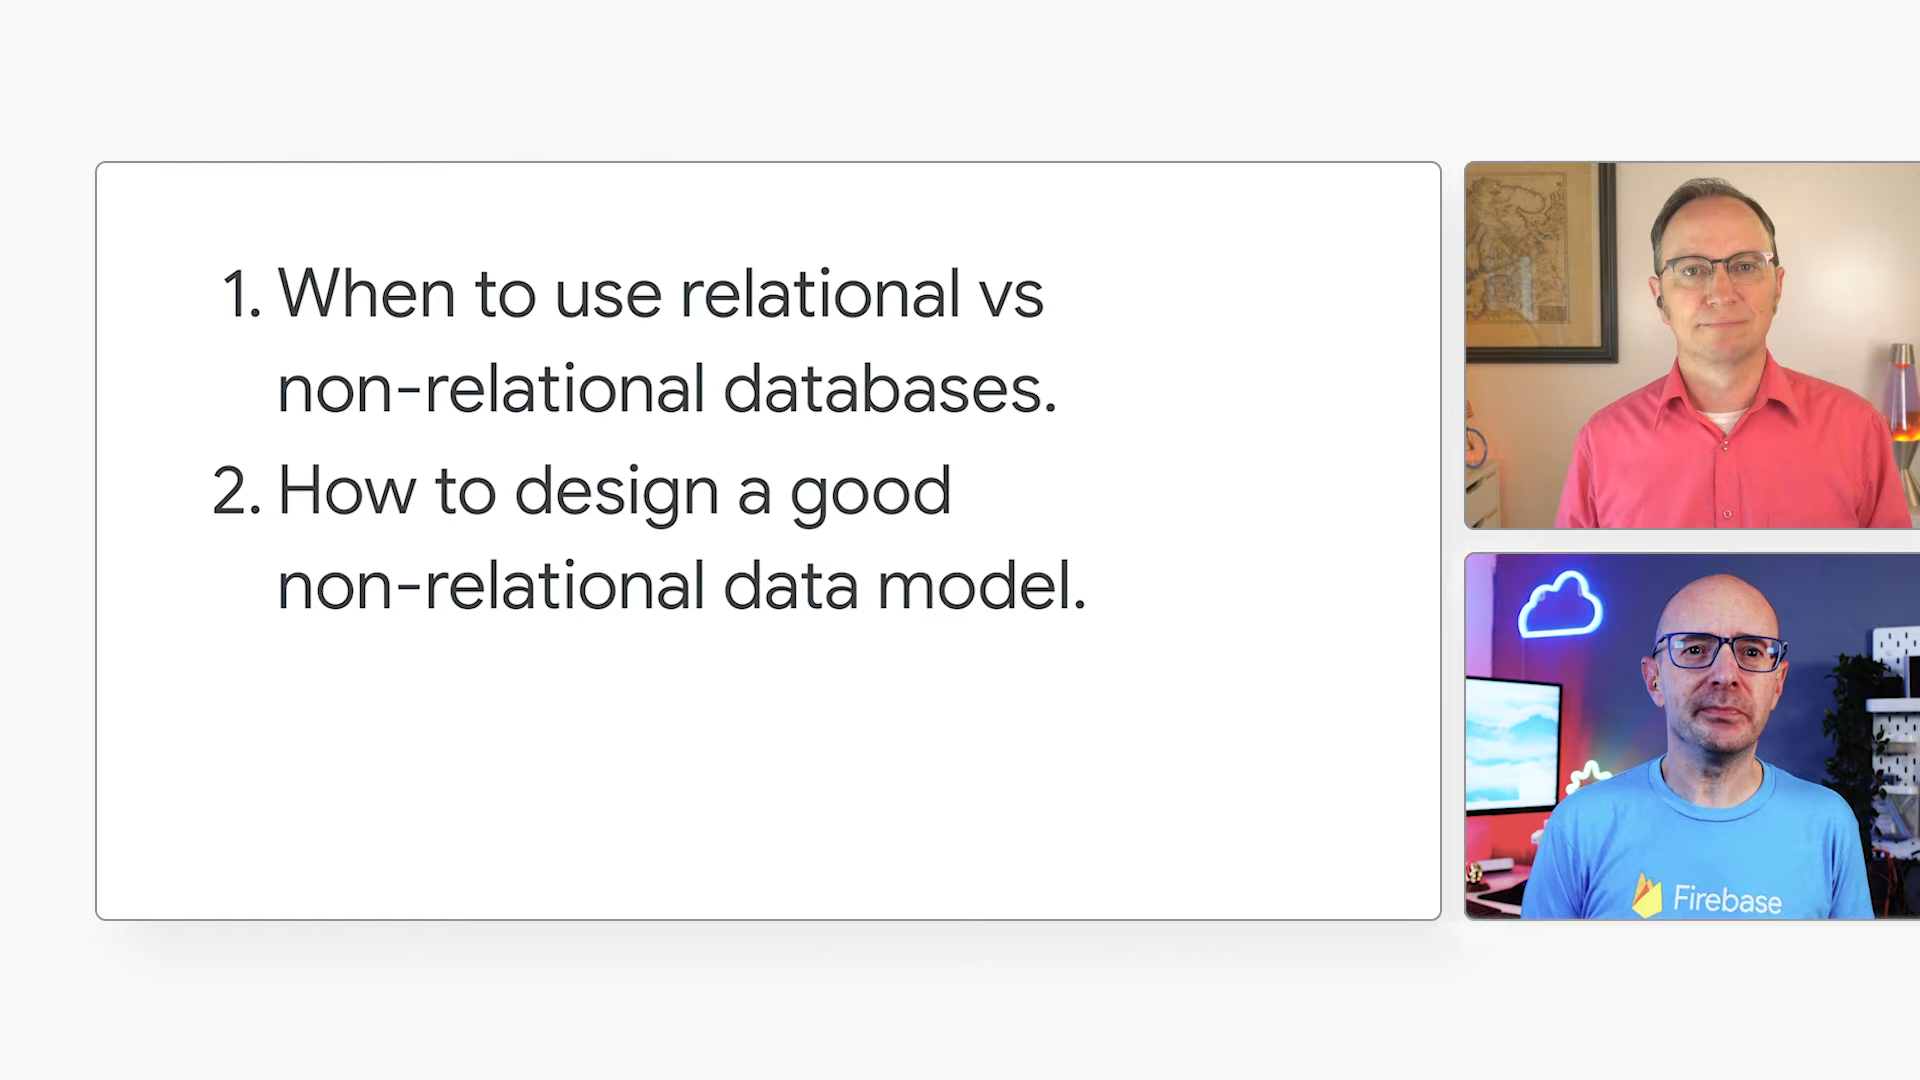 1. When to use relational vs
non-relational databases.
2. How to design a good
non-relational data model.
Firebase